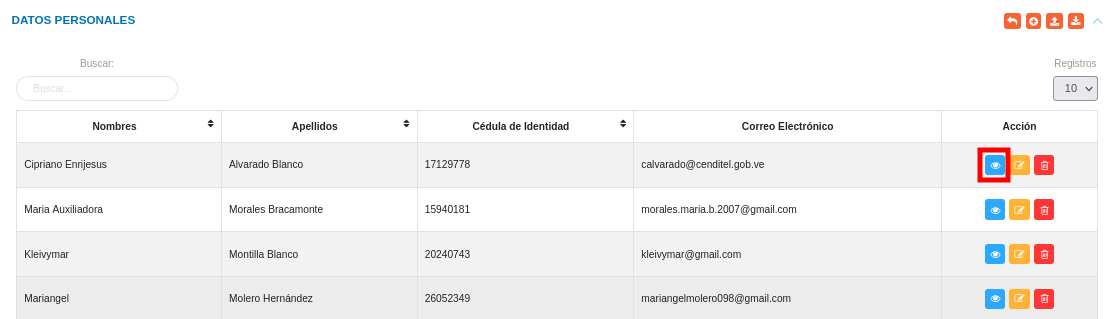 DATOS PERSONALES
Buscar: Registros
Buscar... 10
Nombres Apellidos Cédula de Identidad Correo Electrónico Acción
Cipriano Enrijesus Alvarado Blanco 17129778 calvarado@cenditel.gob.ve
Maria Auxiliadora Morales Bracamonte 15940181 morales.maria.b.2007@gmail.com
Kleivymar Montilla Blanco 20240743 kleivymar@gmail.com
Mariangel Molero Hernández 26052349 mariangelmolero098@gmail.com